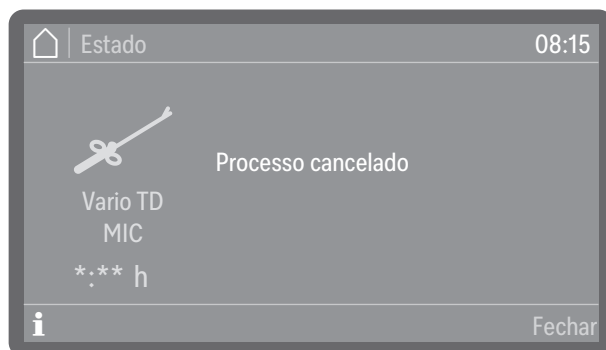 Estado
08:15
Processo cancelado
Vario TD
MIC
*:** h
i
Fechar